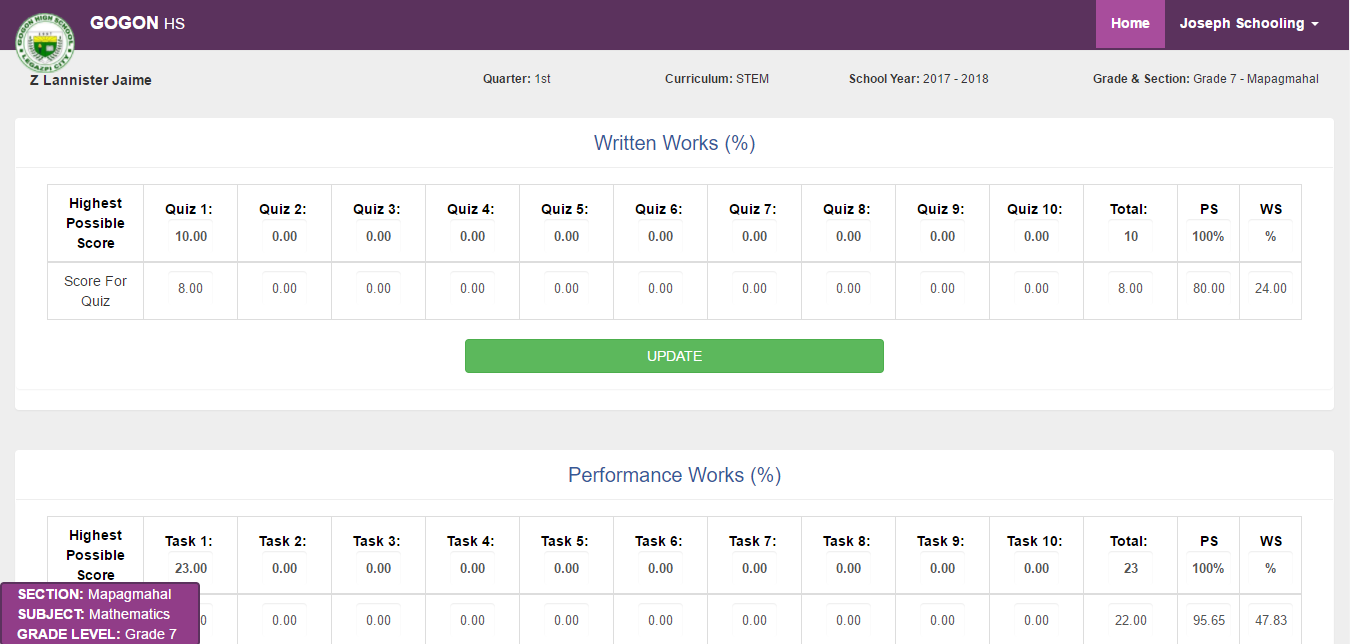 GOGON HS
Home
Joseph Schooling
GOGON HIGH SCHOOL
LEGAZPI CITY
Z Lannister Jaime
Quarter: 1st
Curriculum: STEM
School Year: 2017 - 2018
Grade & Section: Grade 7 - Mapagmahal
Written Works (%)
Highest Possible Score Quiz 1: Quiz 2: Quiz 3: Quiz 4: Quiz 5: Quiz 6: Quiz 7: Quiz 8: Quiz 9: Quiz 10: Total: PS WS
10.00 0.00 0.00 0.00 0.00 0.00 0.00 0.00 0.00 0.00 10 100% %
Score For Quiz 8.00 0.00 0.00 0.00 0.00 0.00 0.00 0.00 0.00 0.00 8.00 80.00 24.00
UPDATE
Performance Works (%)
Highest Possible Score Task 1: Task 2: Task 3: Task 4: Task 5: Task 6: Task 7: Task 8: Task 9: Task 10: Total: PS WS
23.00 0.00 0.00 0.00 0.00 0.00 0.00 0.00 0.00 0.00 23 100% %
0.00 0.00 0.00 0.00 0.00 0.00 0.00 0.00 0.00 22.00 95.65 47.83
SECTION: Mapagmahal
SUBJECT: Mathematics
GRADE LEVEL: Grade 7